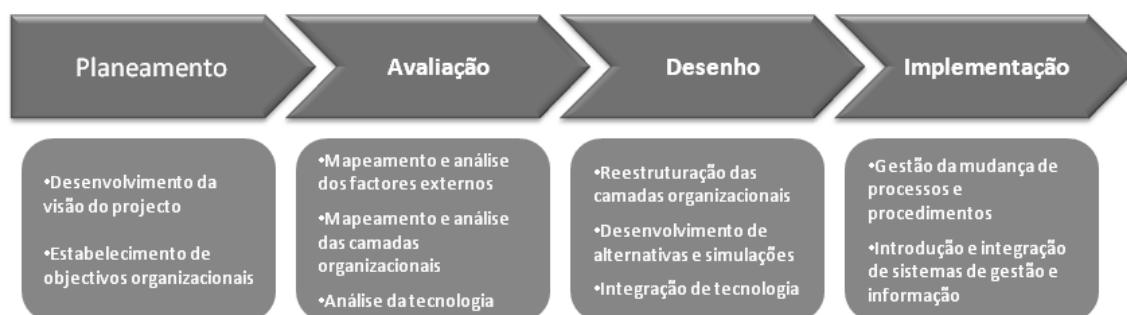 Planeamento
Avaliação
Desenho
Implementação
•Desenvolvimento da
visão do projecto
•Estabelecimento de
objectivos organizacionais
•Mapeamento e análise
dos factores externos
•Mapeamento e análise
das camadas
organizacionais
•Análise da tecnologia
•Reestruturação das
camadas organizacionais
•Desenvolvimento de
alternativas e simulações
•Integração de tecnologia
•Gestão da mudança de
processos e
procedimentos
•Introdução e integração
de sistemas de gestão e
informação